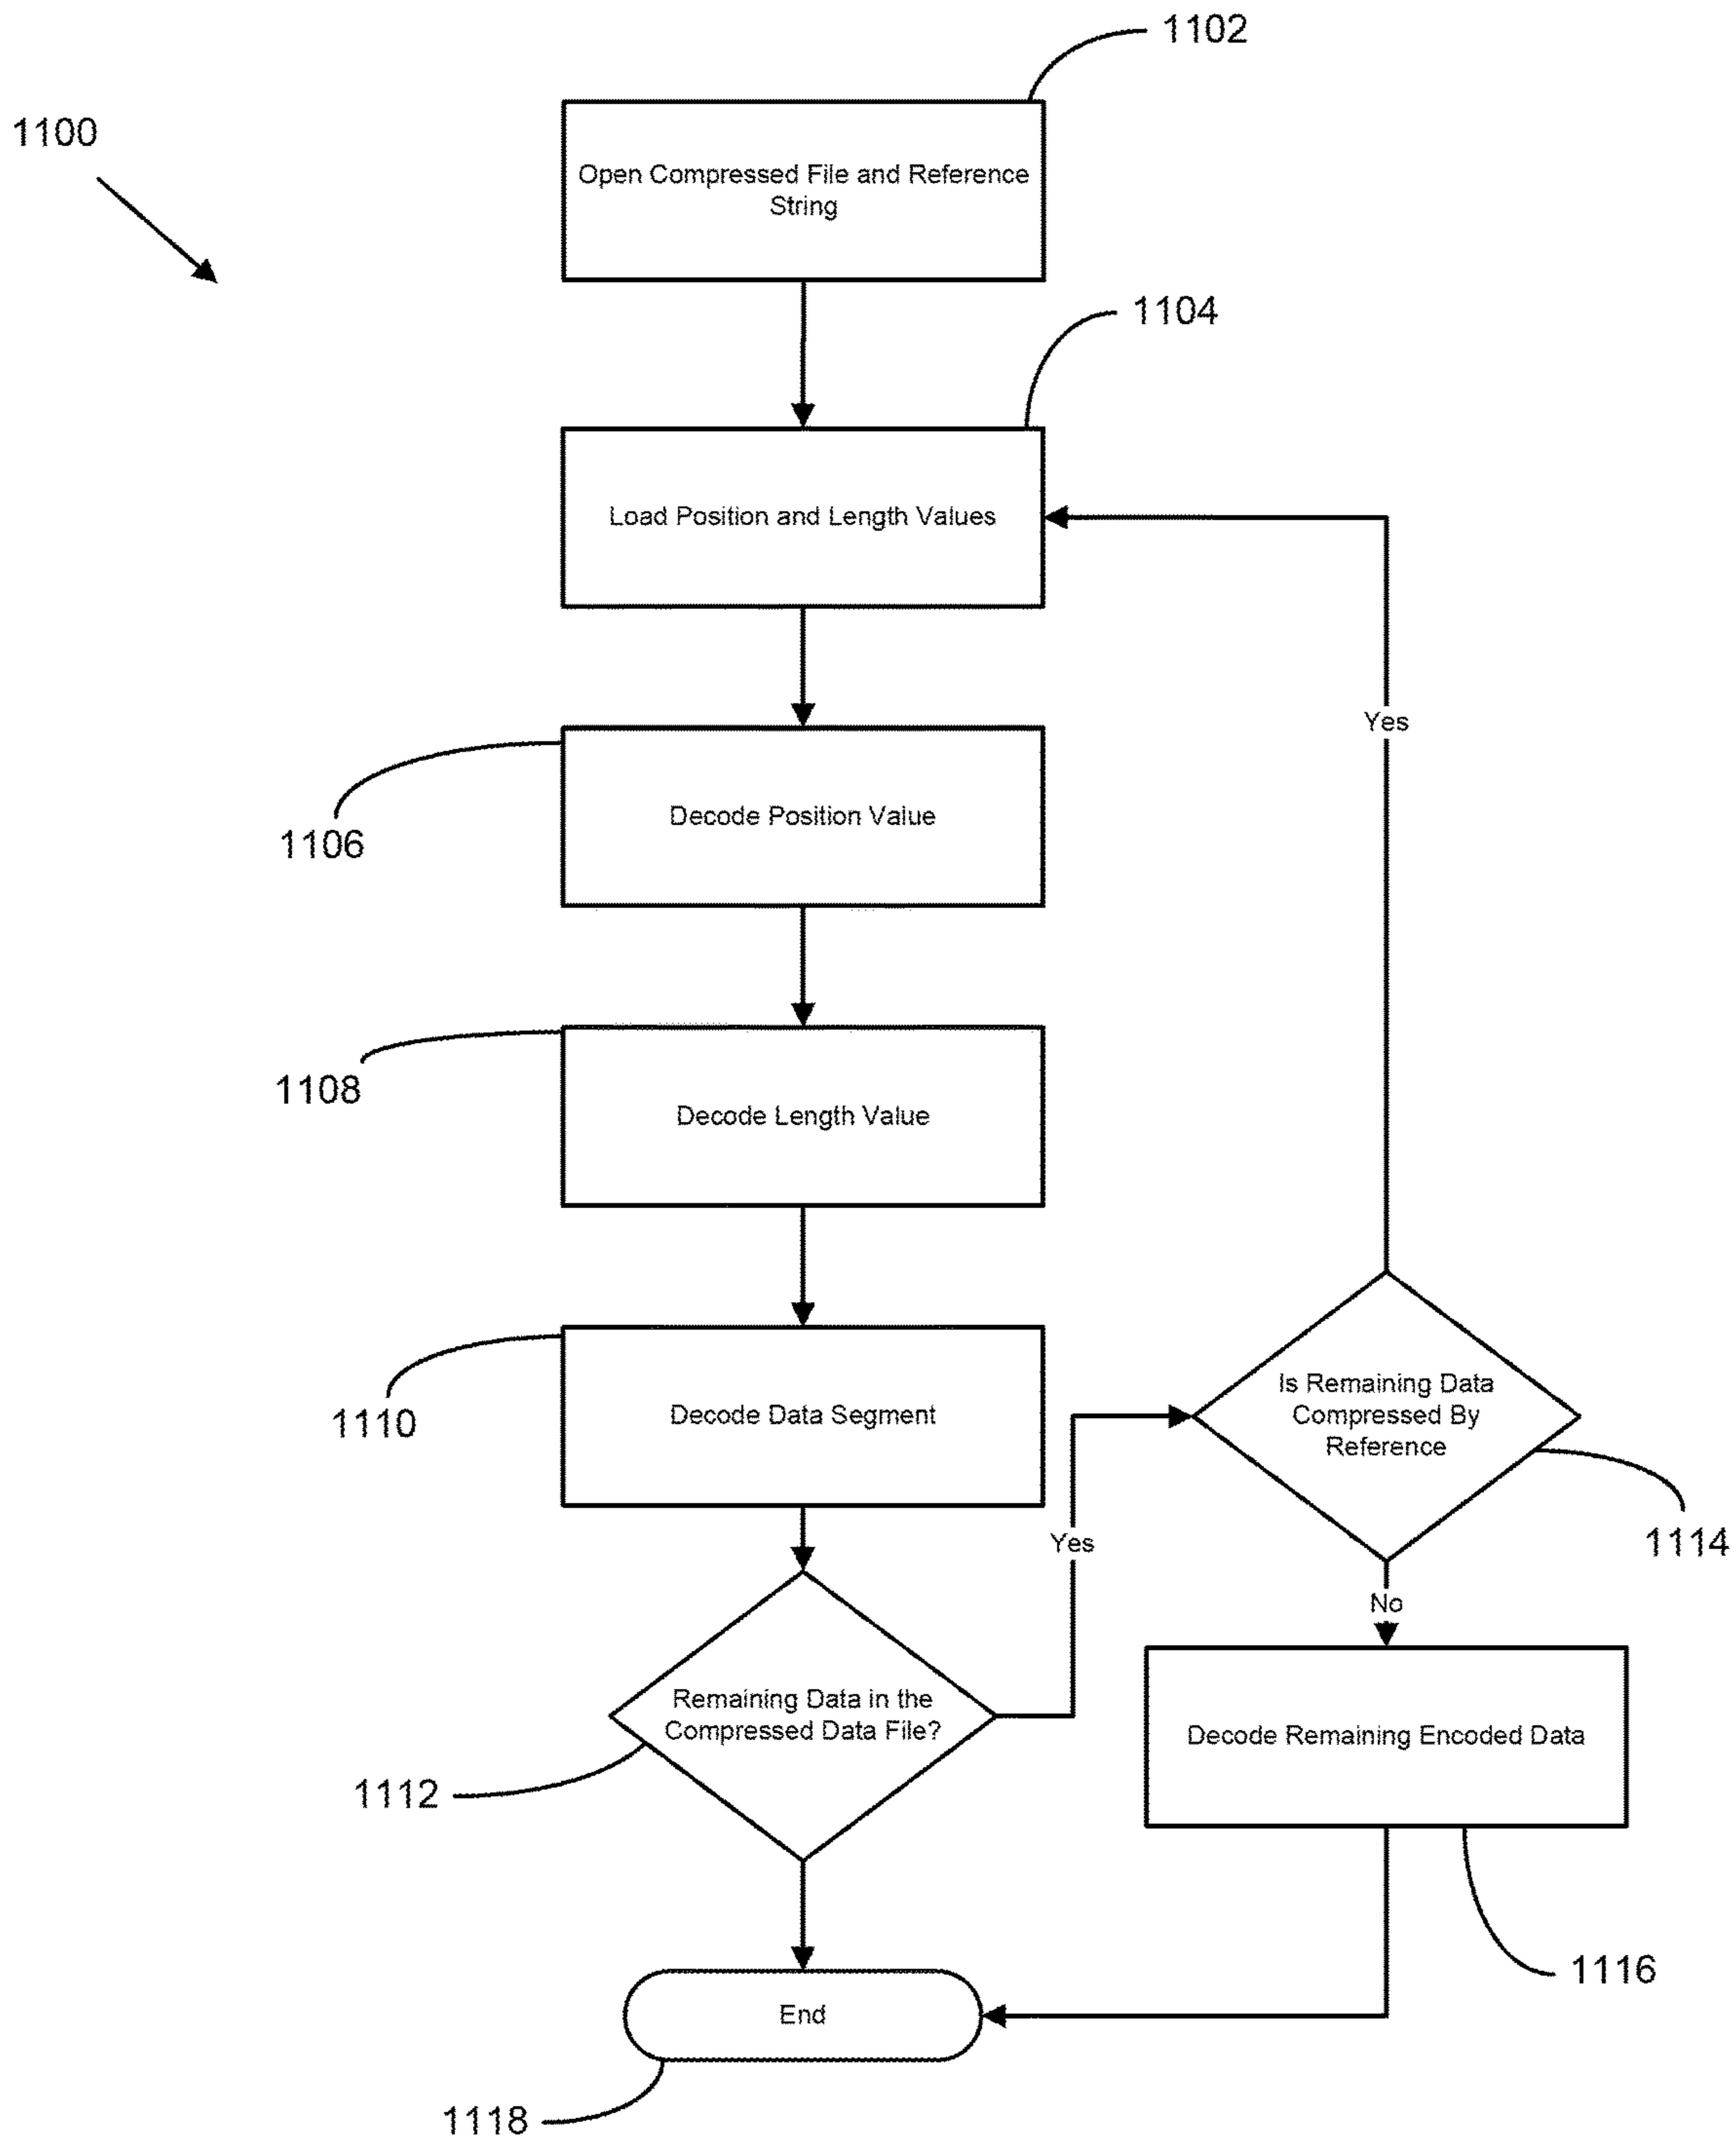 1102
1100
Open Compressed File and Reference
String
1104
Load Position and Length Values
Yes
Decode Position Value
1106
1108
Decode Length Value
Is Remaining Data
Compressed By
Reference
1110
Decode Data Segment
Yes
1114
No
Remaining Data in the
Compressed Data File?
Decode Remaining Encoded Data
1112
1116
End
1118